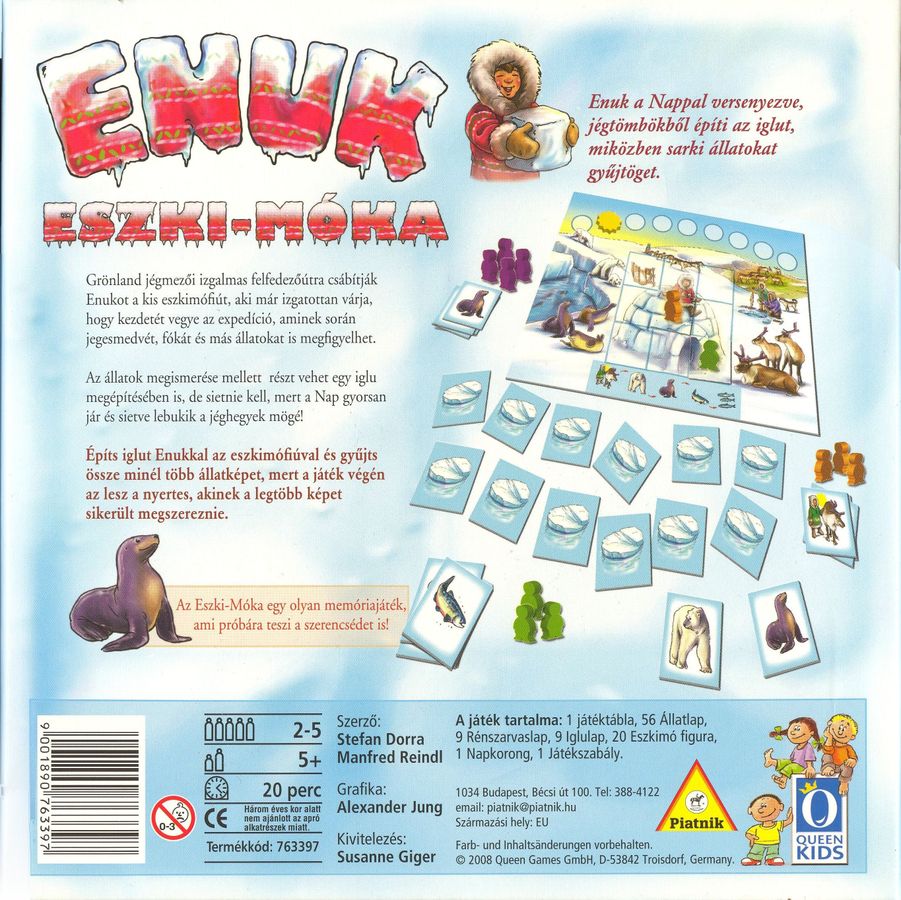 ENUK
ESZKI-MÓKA
Enuk a Nappal versenyezve,
jégtömbökből építi az iglut,
miközben sarki állatokat
gyűjtöget.
Grönland jégmezői izgalmas felfedezőútra csábítják
Enukot a kis eszkimófiút, aki már izgatottan várja,
hogy kezdetét vegye az expedíció, aminek során
jegesmedvét, fókát és más állatokat is megfigyelhet.
Az állatok megismerése mellett részt vehet egy iglu
megépítésében is, de sietnie kell, mert a Nap gyorsan
jár és sietve lebukik a jéghegyek mögé!
Építs iglut Enukkal az eszkimófiúval és gyűjts
össze minél több állatképet, mert a játék végén
az lesz a nyertes, akinek a legtöbb képet
sikerült megszereznie.
Az Eszki-Móka egy olyan memóriajáték,
ami próbára teszi a szerencsédet is!
9 001890 763397
0-3
2-5
5+
20 perc
CE
Három éves kor alatt
nem ajánlott az apró
alkatrészek miatt.
Termékkód: 763397
Szerző:
Stefan Dorra
Manfred Reindl
Grafika:
Alexander Jung
Kivitelezés:
Susanne Giger
A játék tartalma: 1 játéktábla, 56 Állatlap,
9 Rénszarvaslap, 9 Iglulap, 20 Eszkimó figura,
1 Napkorong, 1 Játékszabály.
1034 Budapest, Bécsi út 100. Tel: 388-4122
email: piatnik@piatnik.hu
Származási hely: EU
Farb- und Inhaltsänderungen vorbehalten.
© 2008 Queen Games GmbH, D-53842 Troisdorf, Germany.
Piatnik
QUEEN
KIDS